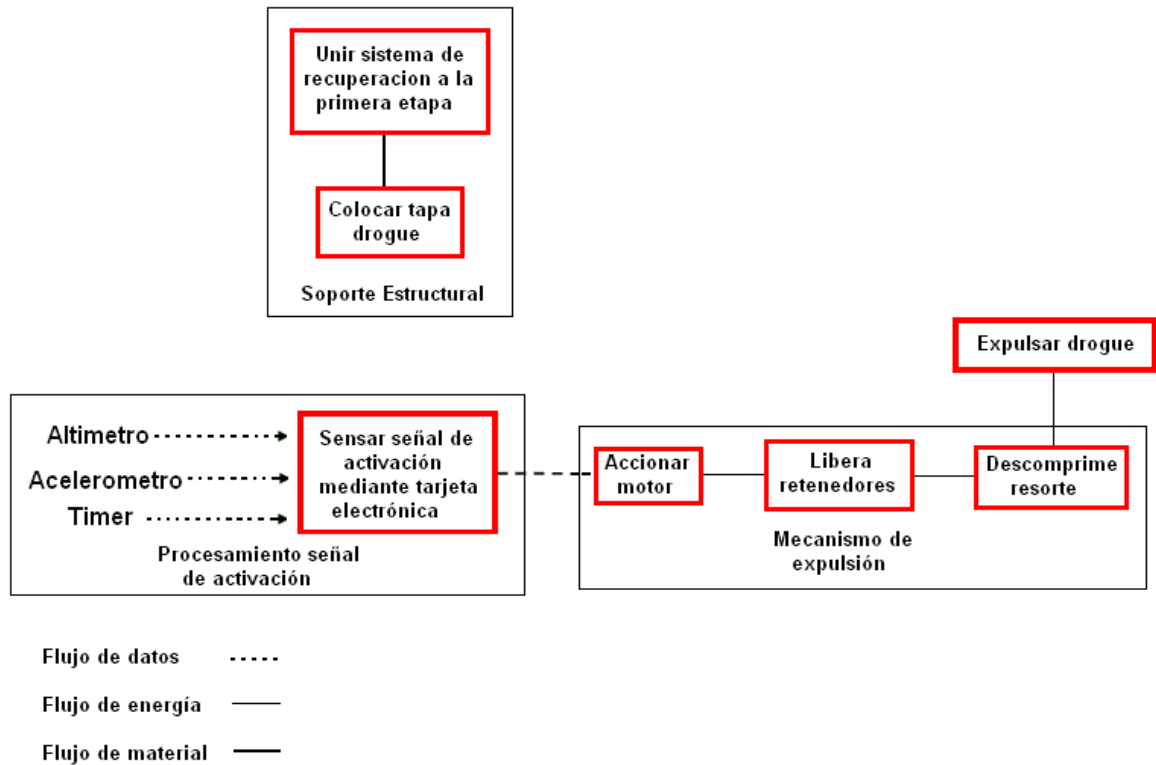 Unir sistema de
recuperacion a la
primera etapa
Colocar tapa
drogue
Soporte Estructural
Expulsar drogue
Altimetro
Acelerometro
Timer
Sensar señal de
activación
mediante tarjeta
electrónica
Procesamiento señal
de activación
Accionar
motor
Libera
retenedores
Descomprime
resorte
Mecanismo de
expulsión
Flujo de datos
Flujo de energía
Flujo de material